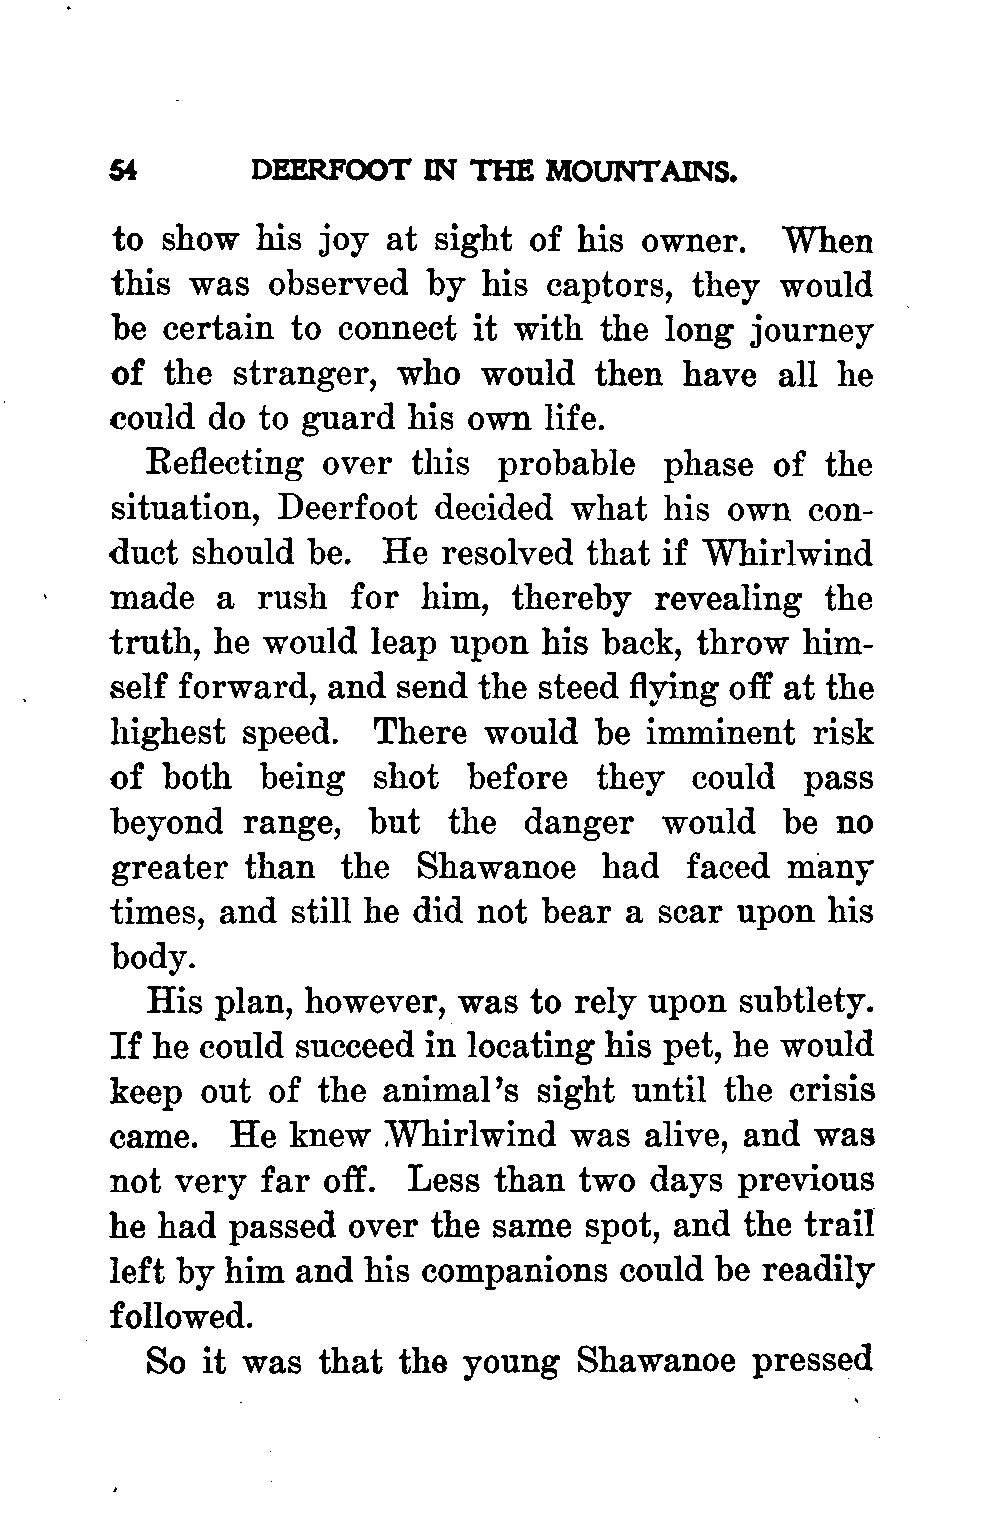 54 DEERFOOT IN THE MOUNTAINS.
to show his joy at sight of his owner. When
this was observed by his captors, they would
be certain to connect it with the long journey
of the stranger, who would then have all he
could do to guard his own life.
Reflecting over this probable phase of the
situation, Deerfoot decided what his own con-
duct should be. He resolved that if Whirlwind
made a rush for him, thereby revealing the
truth, he would leap upon his back, throw him-
self forward, and send the steed flying off at the
highest speed. There would be imminent risk
of both being shot before they could pass
beyond range, but the danger would be no
greater than the Shawanoe had faced many
times, and still he did not bear a scar upon his
body.
His plan, however, was to rely upon subtlety.
If he could succeed in locating his pet, he would
keep out of the animal's sight until the crisis
came. He knew Whirlwind was alive, and was
not very far off. Less than two days previous
he had passed over the same spot, and the trail
left by him and his companions could be readily
followed.
So it was that the young Shawanoe pressed